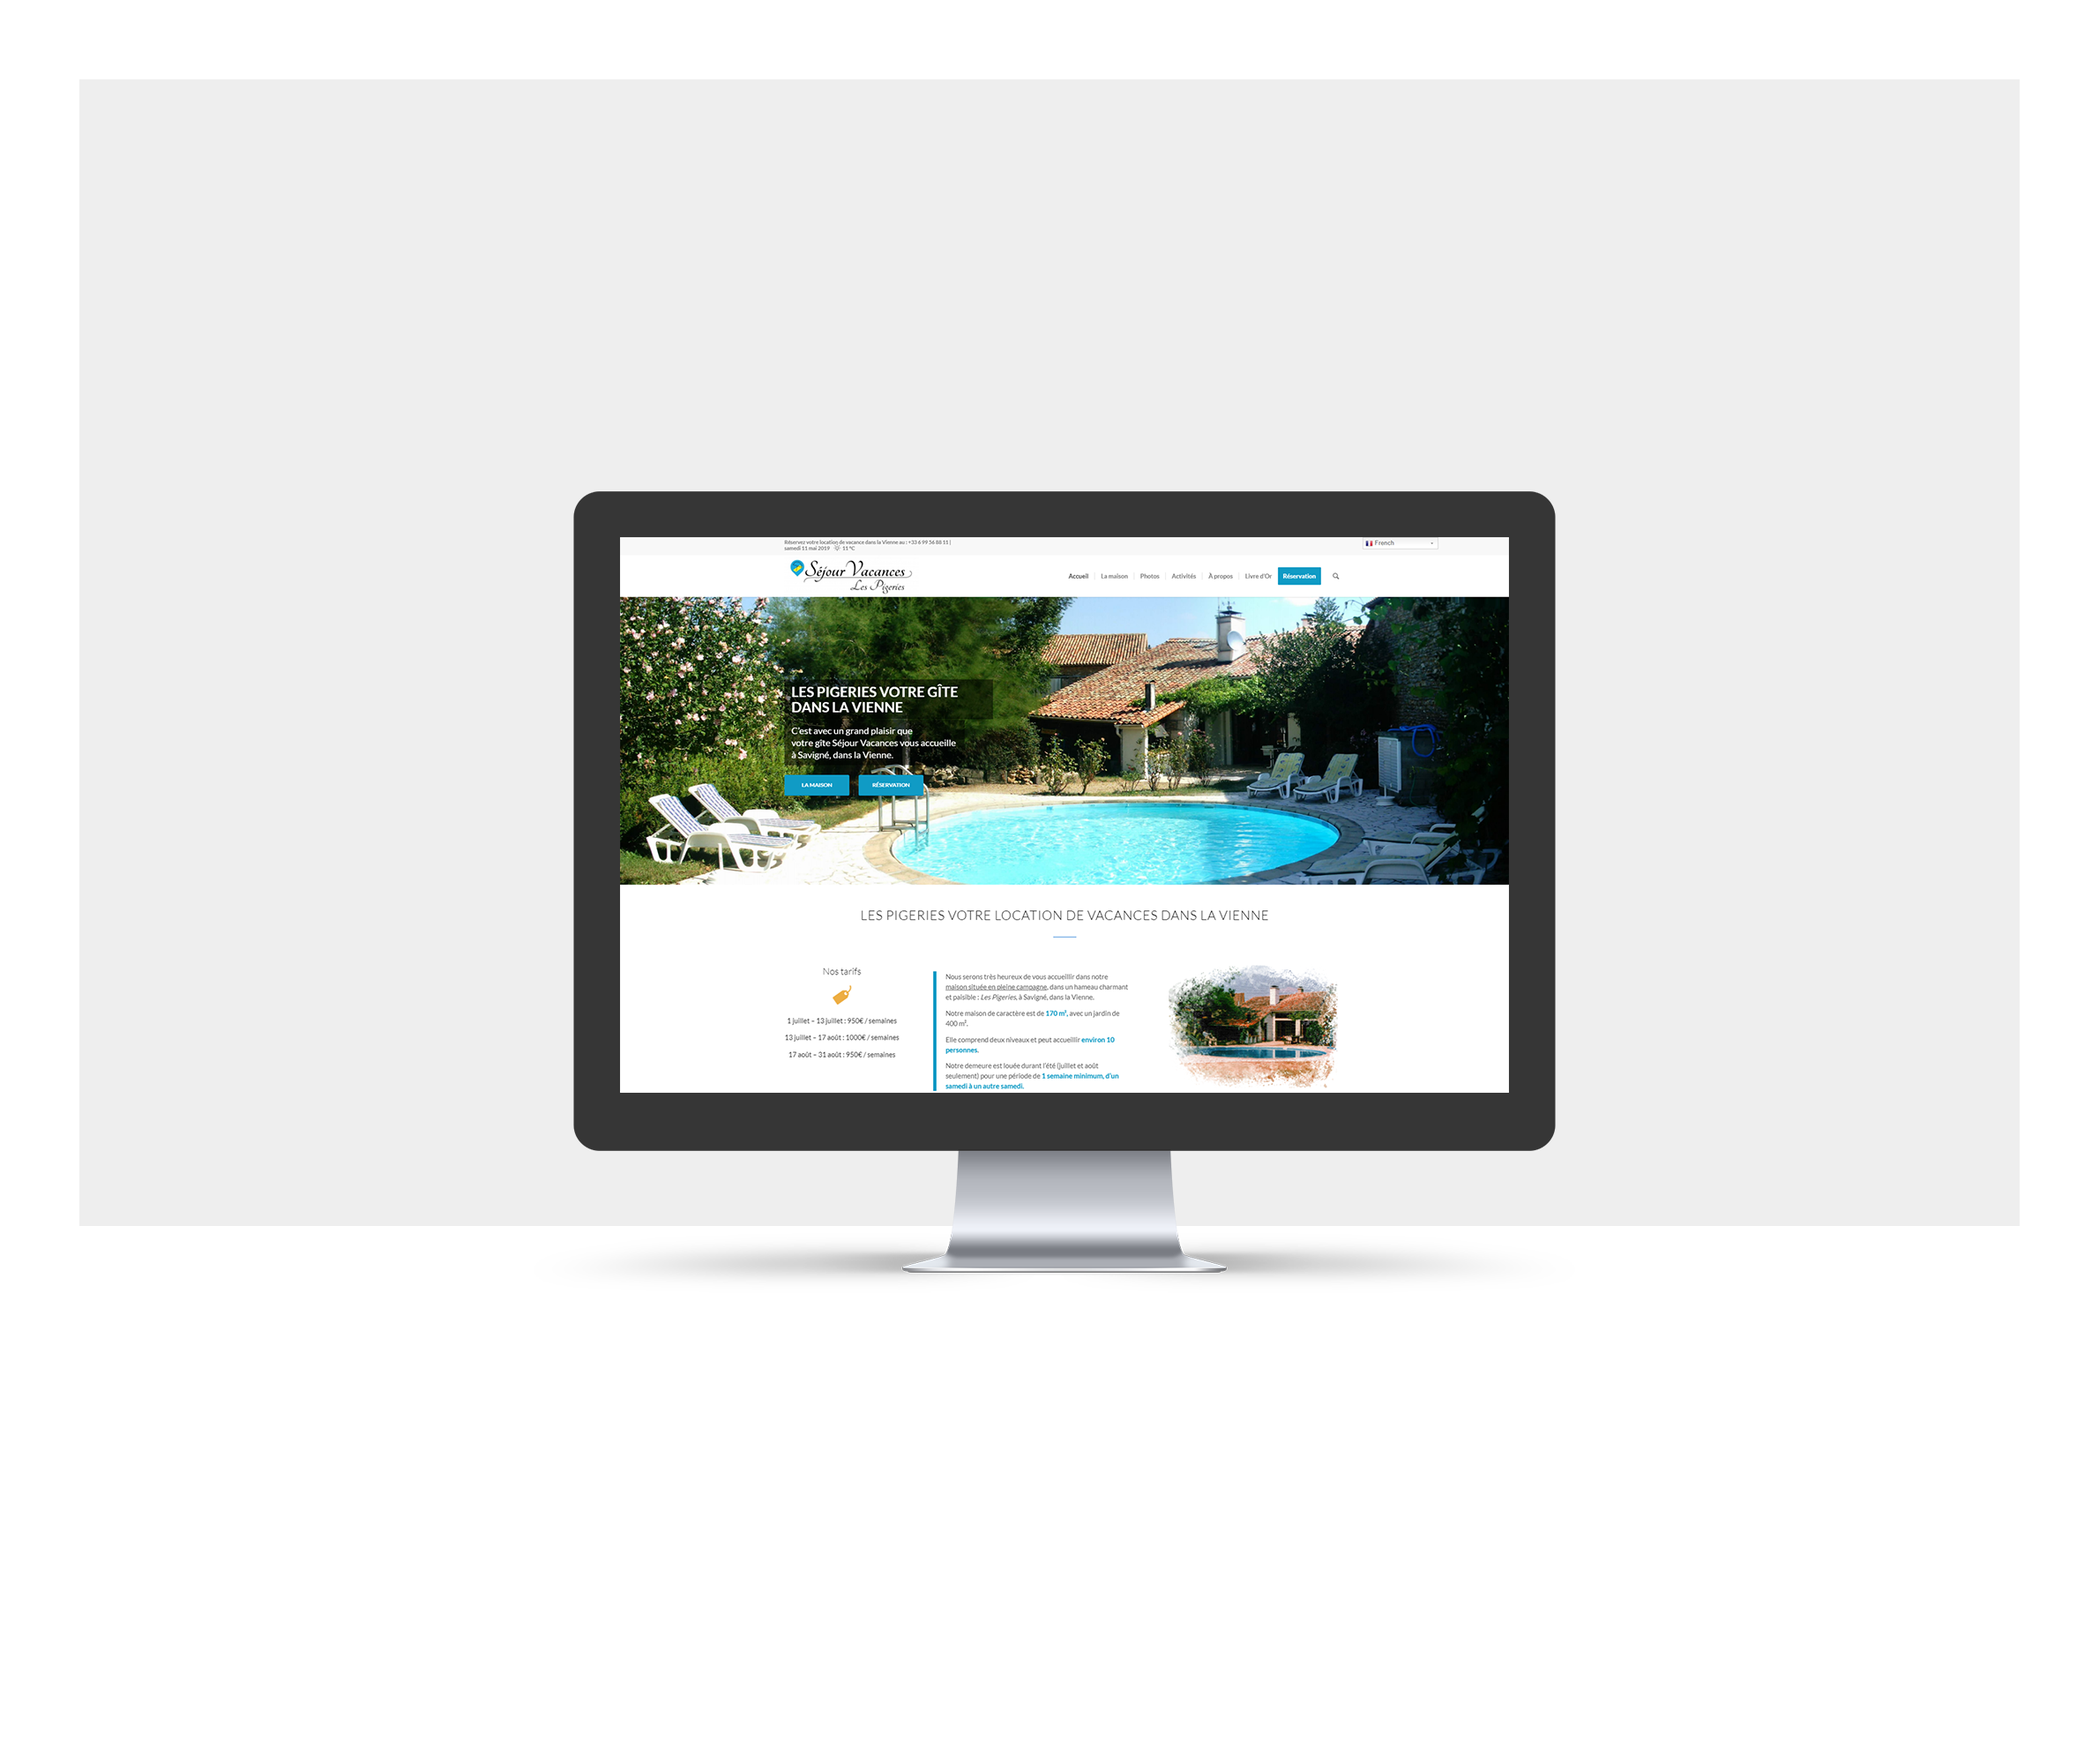 Réservez votre location de vacance dans la Vienne au : +33 6 99 56 88 11 |
samedi 11 mai 2019 11 °C
French
Séjour Vacances
Les Pigeries
Accueil
La maison
Photos
Activités
À propos
Livre d'Or
Réservation
LES PIGERIES VOTRE GÎTE
DANS LA VIENNE
C'est avec un grand plaisir que
votre gîte Séjour Vacances vous accueille
à Savigné, dans la Vienne.
LA MAISON
RÉSERVATION
LES PIGERIES VOTRE LOCATION DE VACANCES DANS LA VIENNE
Nos tarifs
1 juillet – 13 juillet : 950€ / semaines
13 juillet – 17 août : 1000€ / semaines
17 août – 31 août : 950€ / semaines
Nous serons très heureux de vous accueillir dans notre
maison située en pleine campagne, dans un hameau charmant
et paisible : Les Pigeries, à Savigné, dans la Vienne.
Notre maison de caractère est de 170 m², avec un jardin de
400 m².
Elle comprend deux niveaux et peut accueillir environ 10
personnes.
Notre demeure est louée durant l'été (juillet et août
seulement) pour une période de 1 semaine minimum, d'un
samedi à un autre samedi.